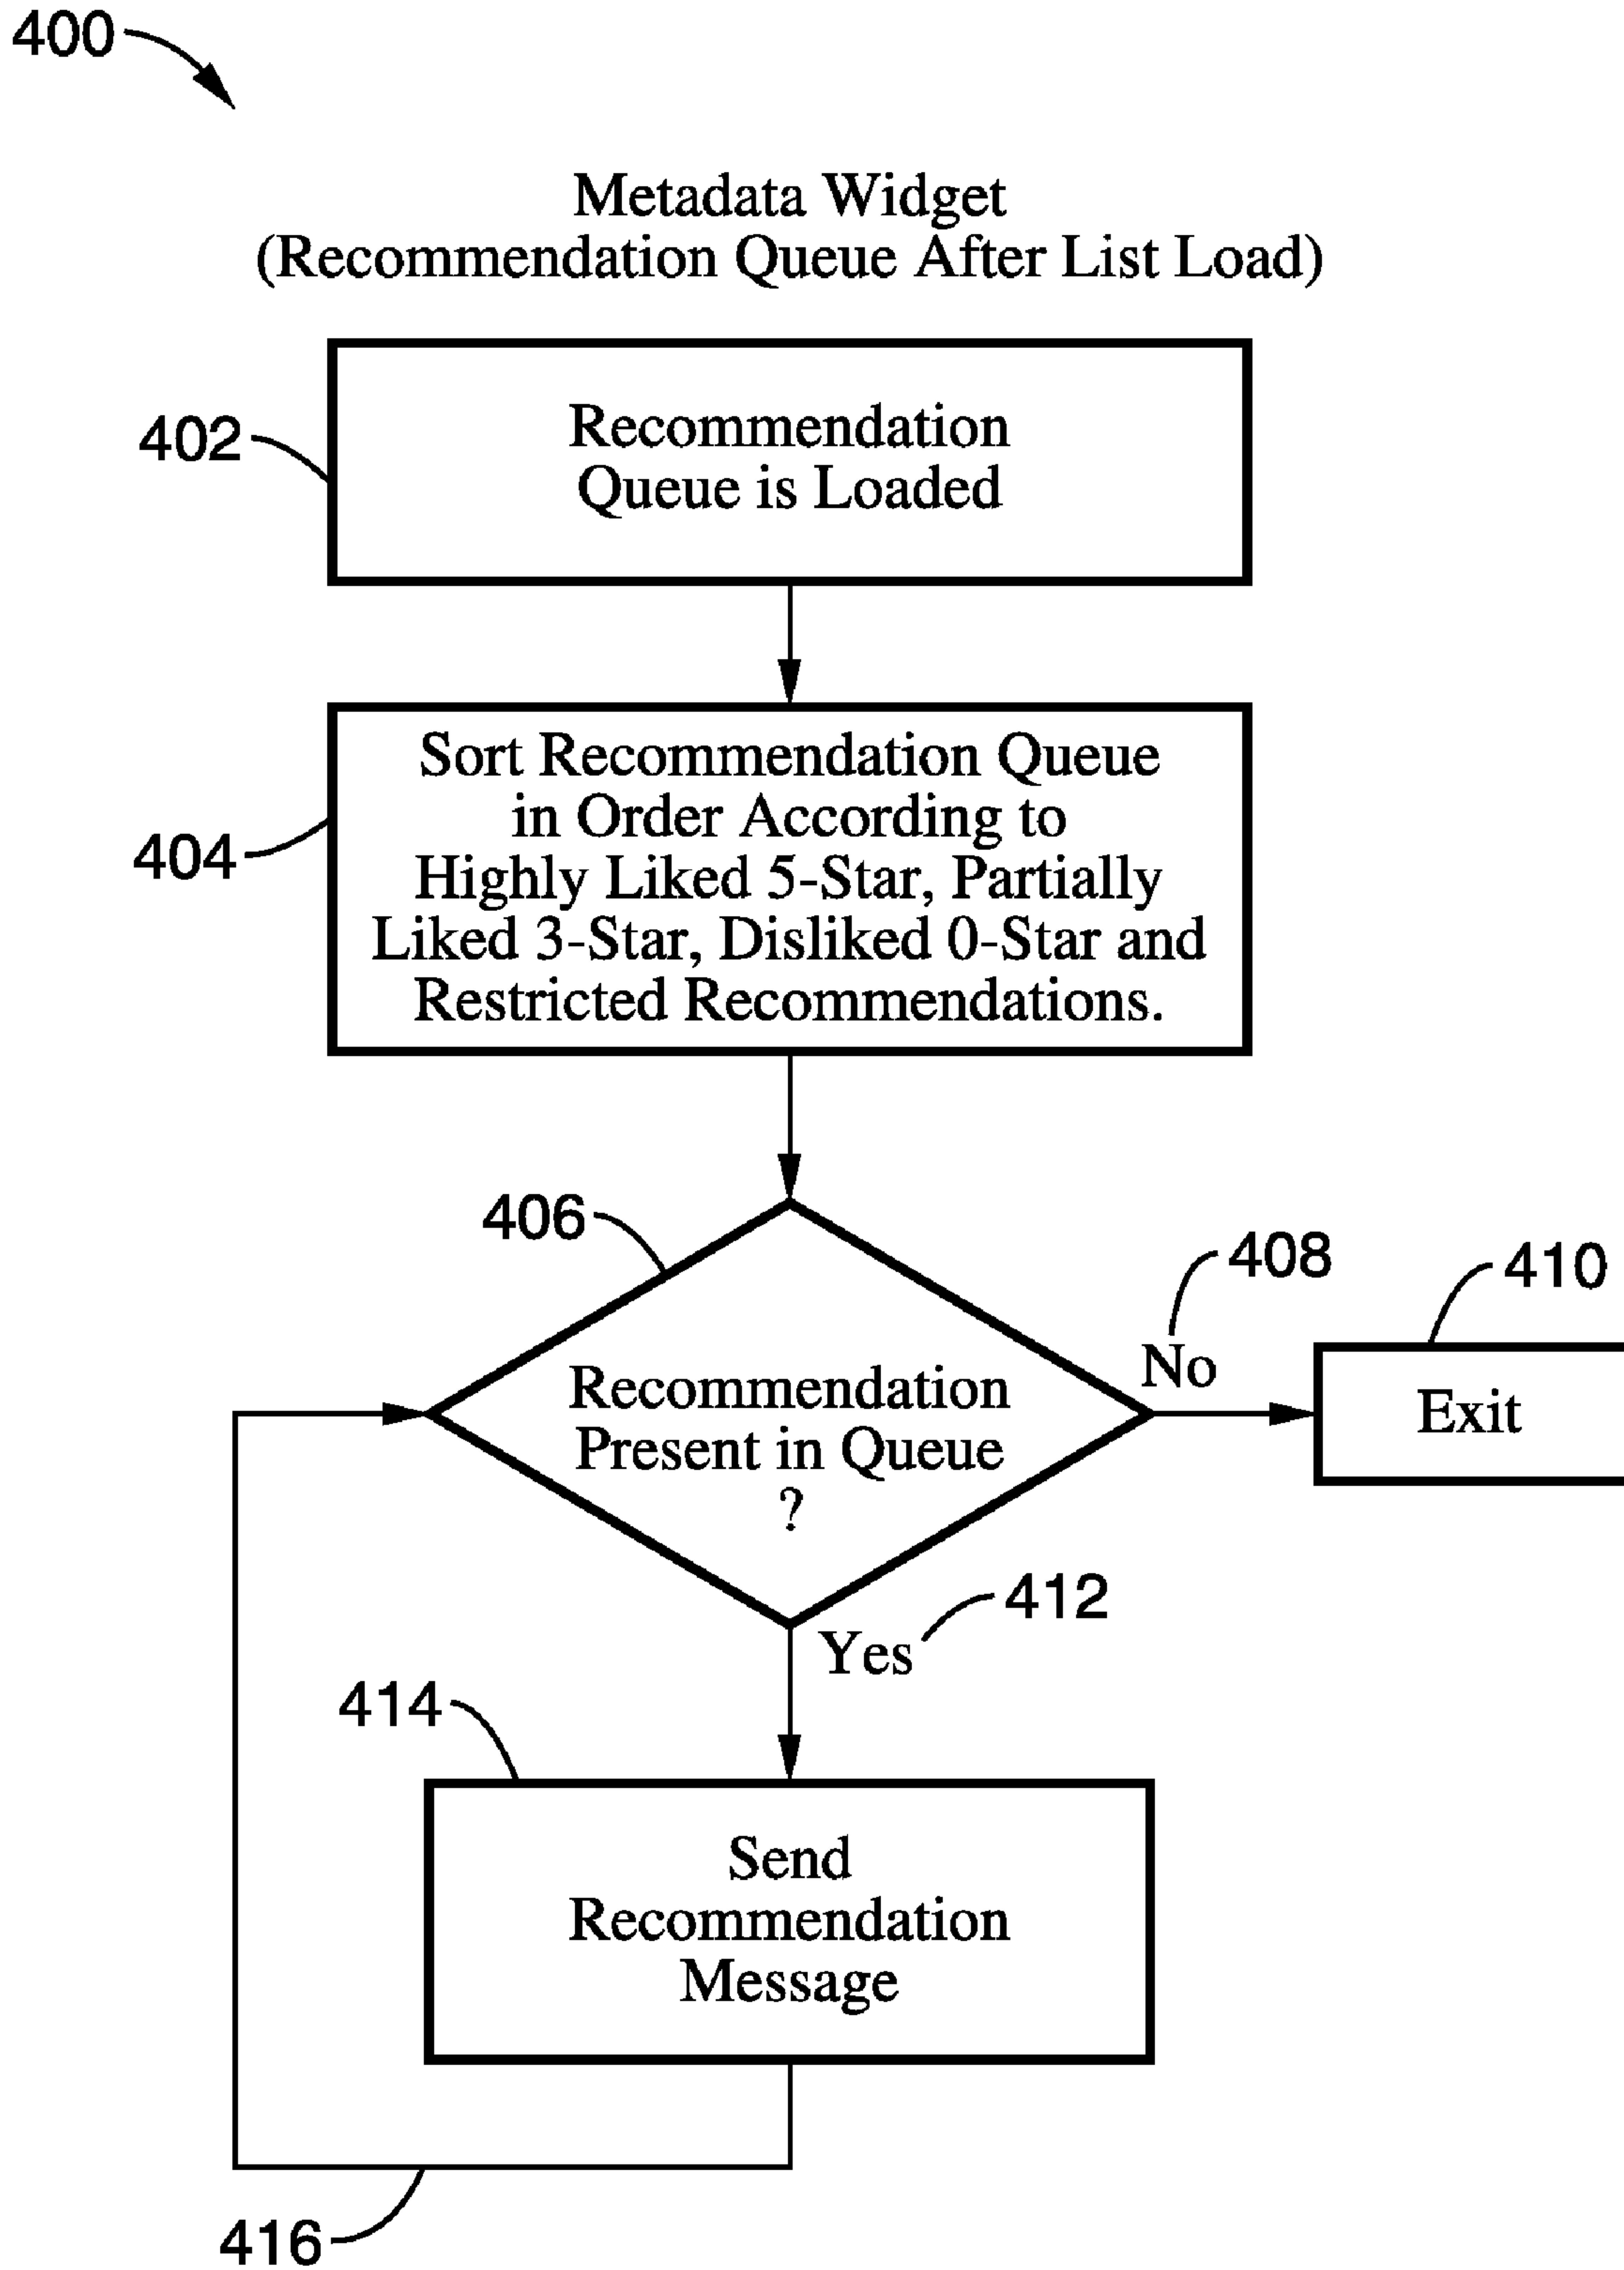 400
Metadata Widget
(Recommendation Queue After List Load)
402
Recommendation
Queue is Loaded
404
Sort Recommendation Queue
in Order According to
Highly Liked 5-Star, Partially
Liked 3-Star, Disliked 0-Star and
Restricted Recommendations.
406
408
410
No
Recommendation
Present in Queue
?
Exit
412
Yes
414
Send
Recommendation
Message
416